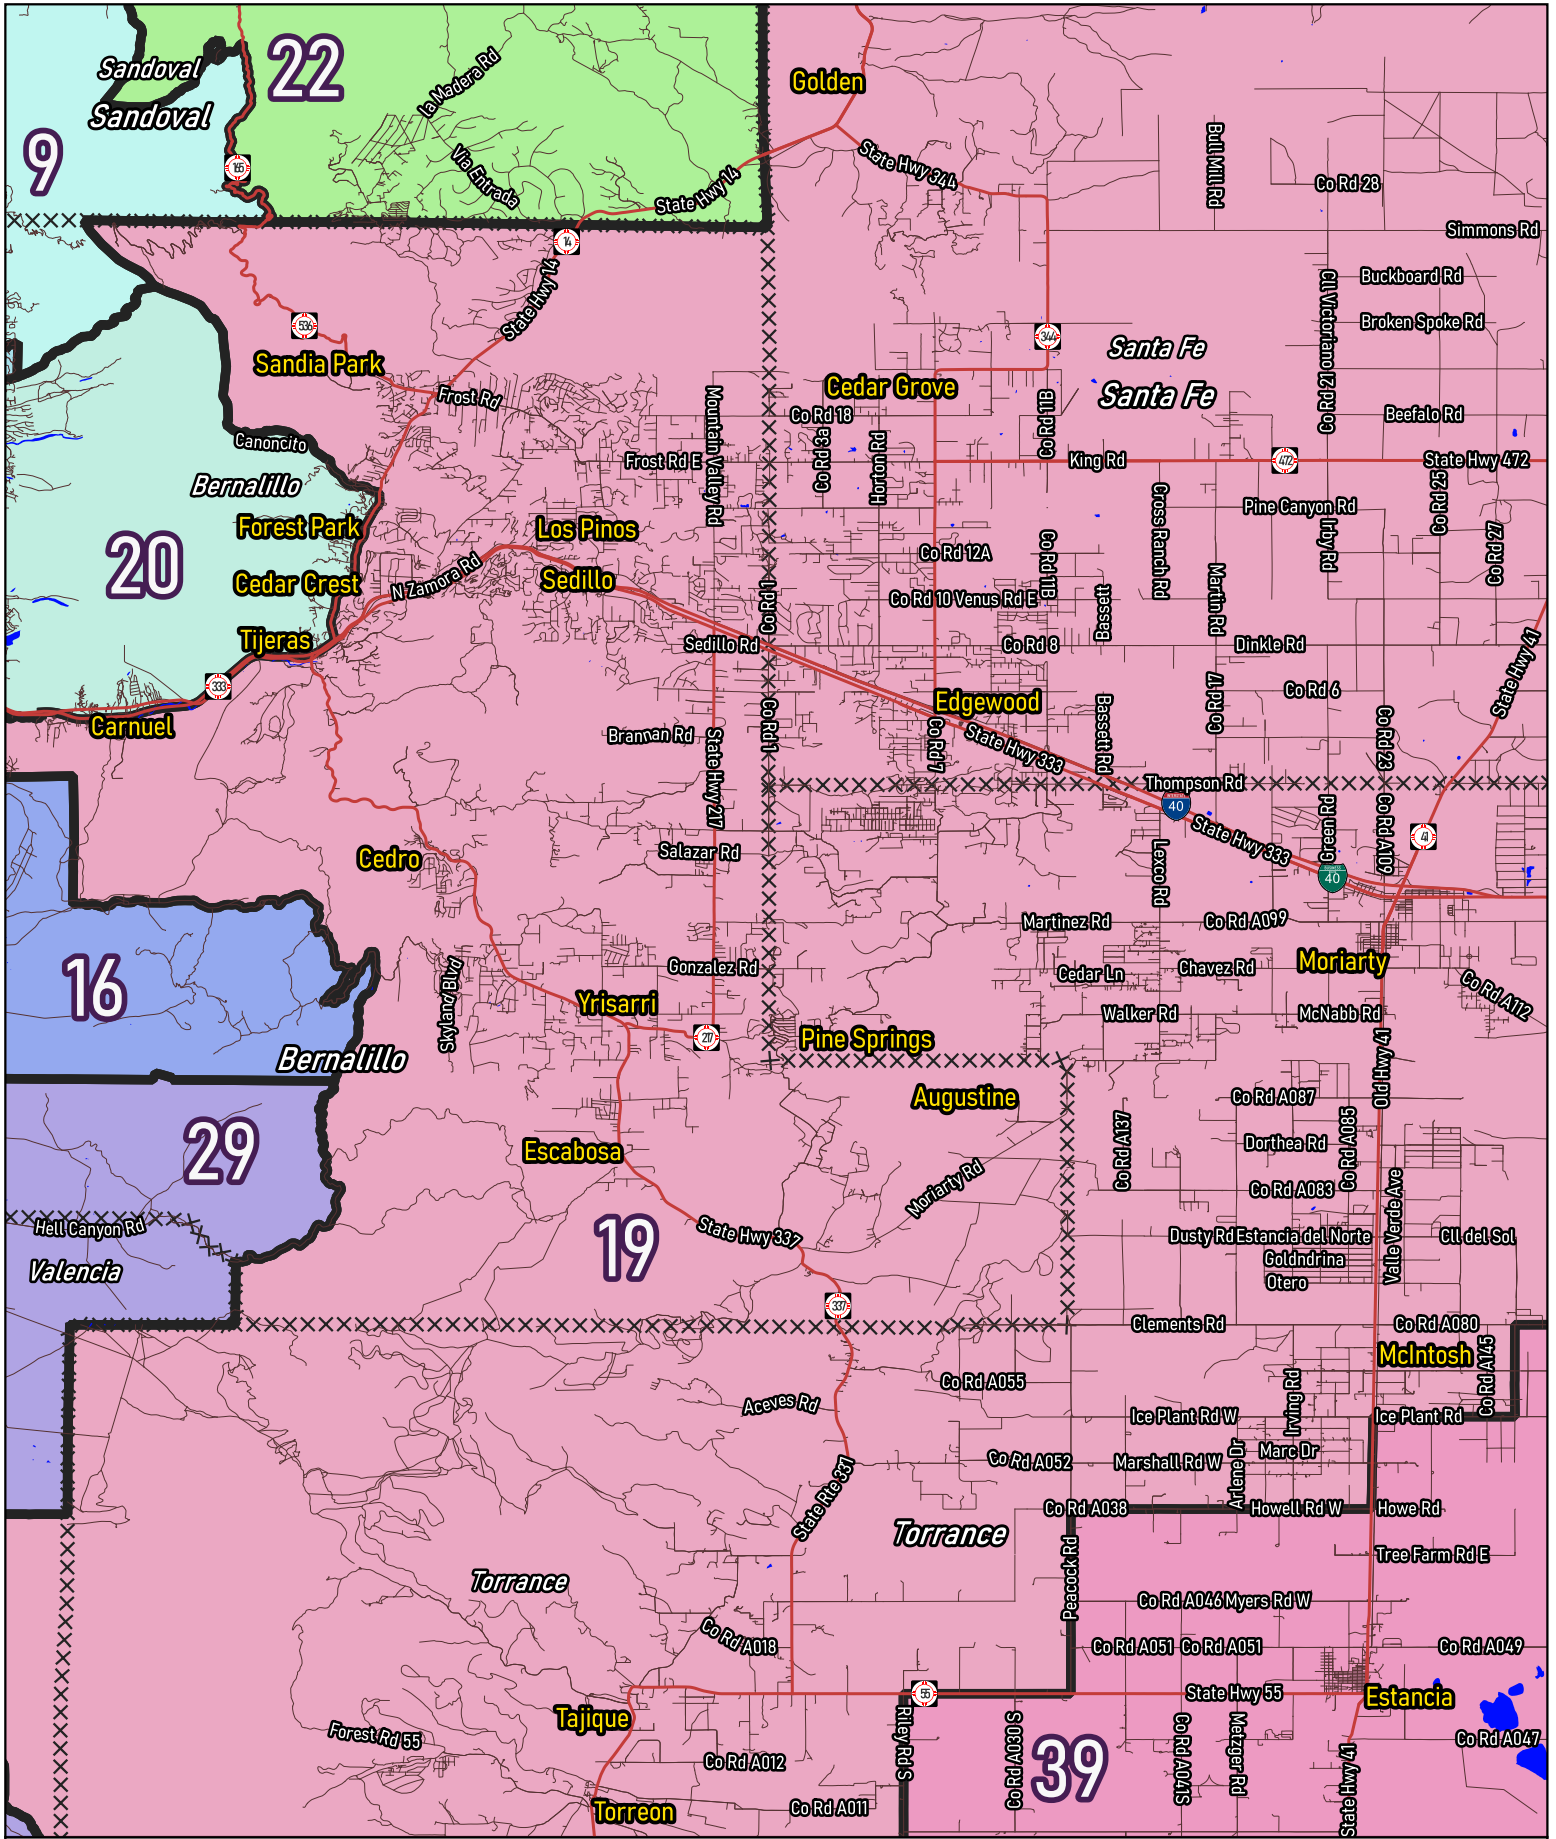 22
Sandoval
Sandoval
9
165
la Madera Rd
Via Entrada
State Hwy 14
Golden
State Hwy 344
Bull Mill Rd
Co Rd 28
Simmons Rd
14
State Hwy 14
536
Sandia Park
Frost Rd
Buckboard Rd
Broken Spoke Rd
Cll Victoriano
Co Rd 21
344
Santa Fe
Santa Fe
Cedar Grove
Co Rd 18
Co Rd 3a
Horton Rd
Co Rd 11B
Beefalo Rd
Mountain Valley Rd
Frost Rd E
King Rd
472
State Hwy 472
Canoncito
Bernalillo
Forest Park
20
Cedar Crest
Los Pinos
Sedillo
N Zamora Rd
Tijeras
333
Carnuel
Pine Canyon Rd
Cross Ranch Rd
Irby Rd
Co Rd 25
Co Rd 27
Co Rd 12A
Co Rd 11B
Co Rd 10
Venus Rd E
Co Rd 1
Bassett
Martin Rd
Sedillo Rd
Co Rd 8
Dinkle Rd
State Hwy 41
Co Rd 6
Co Rd 17
Edgewood
Brannan Rd
State Hwy 217
Co Rd 1
Co Rd 7
State Hwy 333
Bassett Rd
Co Rd 23
Thompson Rd
40
State Hwy 333
Green Rd
Co Rd A109
41
40
Salazar Rd
Cedro
Lexco Rd
Martinez Rd
Co Rd A099
16
Skyland Blvd
Gonzalez Rd
Cedar Ln
Chavez Rd
Moriarty
Co Rd A112
Yrisarri
217
Pine Springs
Walker Rd
McNabb Rd
Bernalillo
Old Hwy 41
Augustine
Co Rd A087
Co Rd A137
Co Rd A085
Dorthea Rd
29
Escabosa
Moriarty Rd
Co Rd A083
Valle Verde Ave
Hell Canyon Rd
Valencia
19
State Hwy 337
Dusty Rd
Estancia del Norte
Cll del Sol
Goldndrina
Otero
337
Clements Rd
Co Rd A080
McIntosh
Co Rd A145
Co Rd A055
Irving Rd
Aceves Rd
Ice Plant Rd W
Ice Plant Rd
Marc Dr
Arlene Dr
Co Rd A052
Marshall Rd W
State Rte 331
Co Rd A038
Howell Rd W
Howe Rd
Torrance
Torrance
Tree Farm Rd E
Peacock Rd
Co Rd A046
Myers Rd W
Co Rd A018
Co Rd A051
Co Rd A051
Co Rd A049
55
State Hwy 55
Estancia
Tajique
Forest Rd 55
Riley Rd S
Co Rd A030 S
Co Rd A041S
Metzger Rd
State Hwy 41
Co Rd A047
Co Rd A012
39
Torreon
Co Rd A011